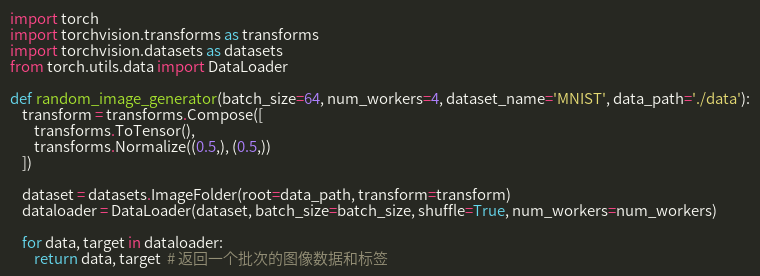 import torch
import torchvision.transforms as transforms
import torchvision.datasets as datasets
from torch.utils.data import DataLoader

def random_image_generator(batch_size=64, num_workers=4, dataset_name='MNIST', data_path='./data'):
    transform = transforms.Compose([
        transforms.ToTensor(),
        transforms.Normalize((0.5,), (0.5,))
    ])

    dataset = datasets.ImageFolder(root=data_path, transform=transform)
    dataloader = DataLoader(dataset, batch_size=batch_size, shuffle=True, num_workers=num_workers)

    for data, target in dataloader:
        return data, target  # 返回一个批次的图像数据和标签